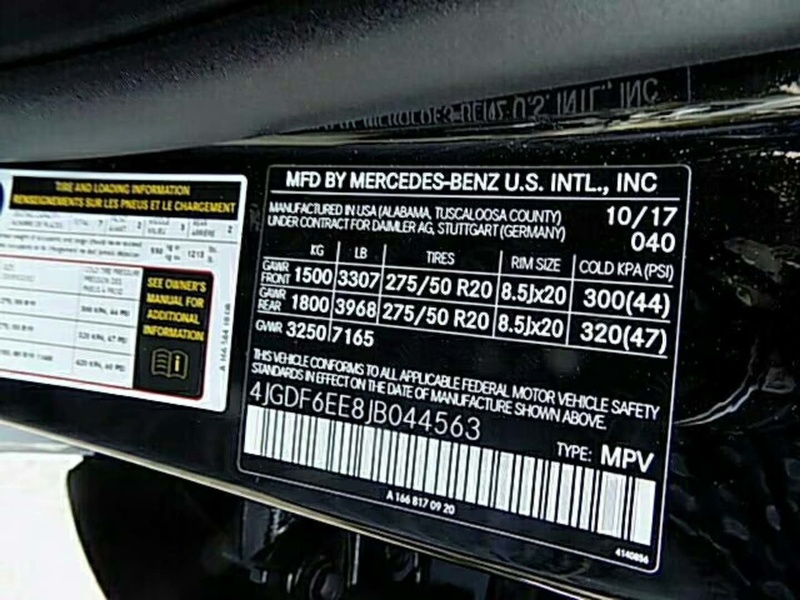 TIRE AND LOADING INFORMATION
RENSEIGNEMENTS SUR LES PNEUS ET LE CHARGEMENT
SEE OWNER'S
MANUAL FOR
ADDITIONAL
INFORMATION
MFD BY MERCEDES-BENZ U.S. INTL., INC
MANUFACTURED IN USA (ALABAMA, TUSCALOOSA COUNTY) 10/17
UNDER CONTRACT FOR DAIMLER AG, STUTTGART (GERMANY) 040
KG LB TIRES RIM SIZE COLD KPA (PSI)
GAWR FRONT 1500 3307 275/50 R20 8.5Jx20 300(44)
GAWR REAR 1800 3968 275/50 R20 8.5Jx20 320(47)
GVWR 3250 7165
THIS VEHICLE CONFORMS TO ALL APPLICABLE FEDERAL MOTOR VEHICLE SAFETY
STANDARDS IN EFFECT ON THE DATE OF MANUFACTURE SHOWN ABOVE.
4JGDF6EE8JB044563
TYPE: MPV
A 166 817 09 20
4140856